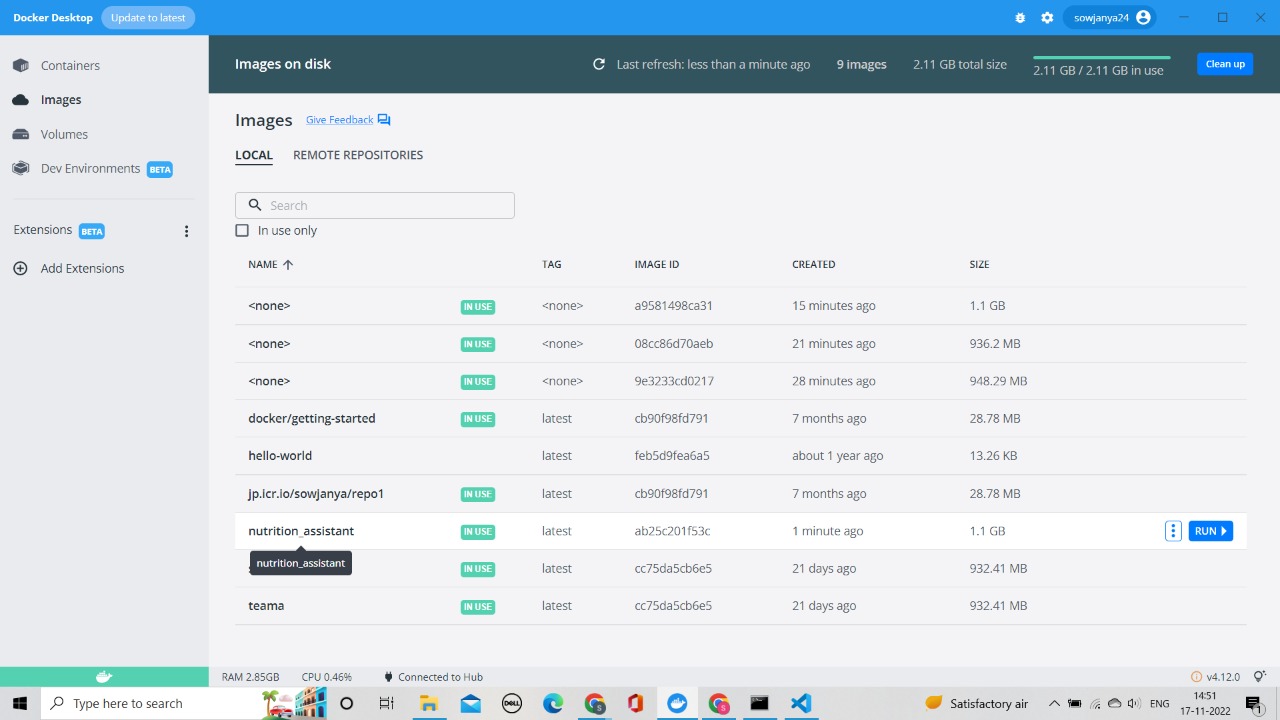 Docker Desktop Update to latest sowjanya24
Containers
Images
Volumes
Dev Environments BETA
Extensions BETA
Add Extensions
Images on disk Last refresh: less than a minute ago 9 images 2.11 GB total size 2.11 GB / 2.11 GB in use Clean up
Images Give Feedback
LOCAL REMOTE REPOSITORIES
Search
In use only
NAME TAG IMAGE ID CREATED SIZE
<none> IN USE <none> a9581498ca31 15 minutes ago 1.1 GB
<none> IN USE <none> 08cc86d70aeb 21 minutes ago 936.2 MB
<none> IN USE <none> 9e3233cd0217 28 minutes ago 948.29 MB
docker/getting-started IN USE latest cb90f98fd791 7 months ago 28.78 MB
hello-world latest feb5d9fea6a5 about 1 year ago 13.26 KB
jp.icr.io/sowjanya/repo1 IN USE latest cb90f98fd791 7 months ago 28.78 MB
nutrition_assistant IN USE latest ab25c201f53c 1 minute ago 1.1 GB RUN
nutrition_assistant
IN USE latest cc75da5cb6e5 21 days ago 932.41 MB
teama IN USE latest cc75da5cb6e5 21 days ago 932.41 MB
RAM 2.85GB CPU 0.46% Connected to Hub v4.12.0
Type here to search DELL Satisfactory air ENG 14:51
17-11-2022 1